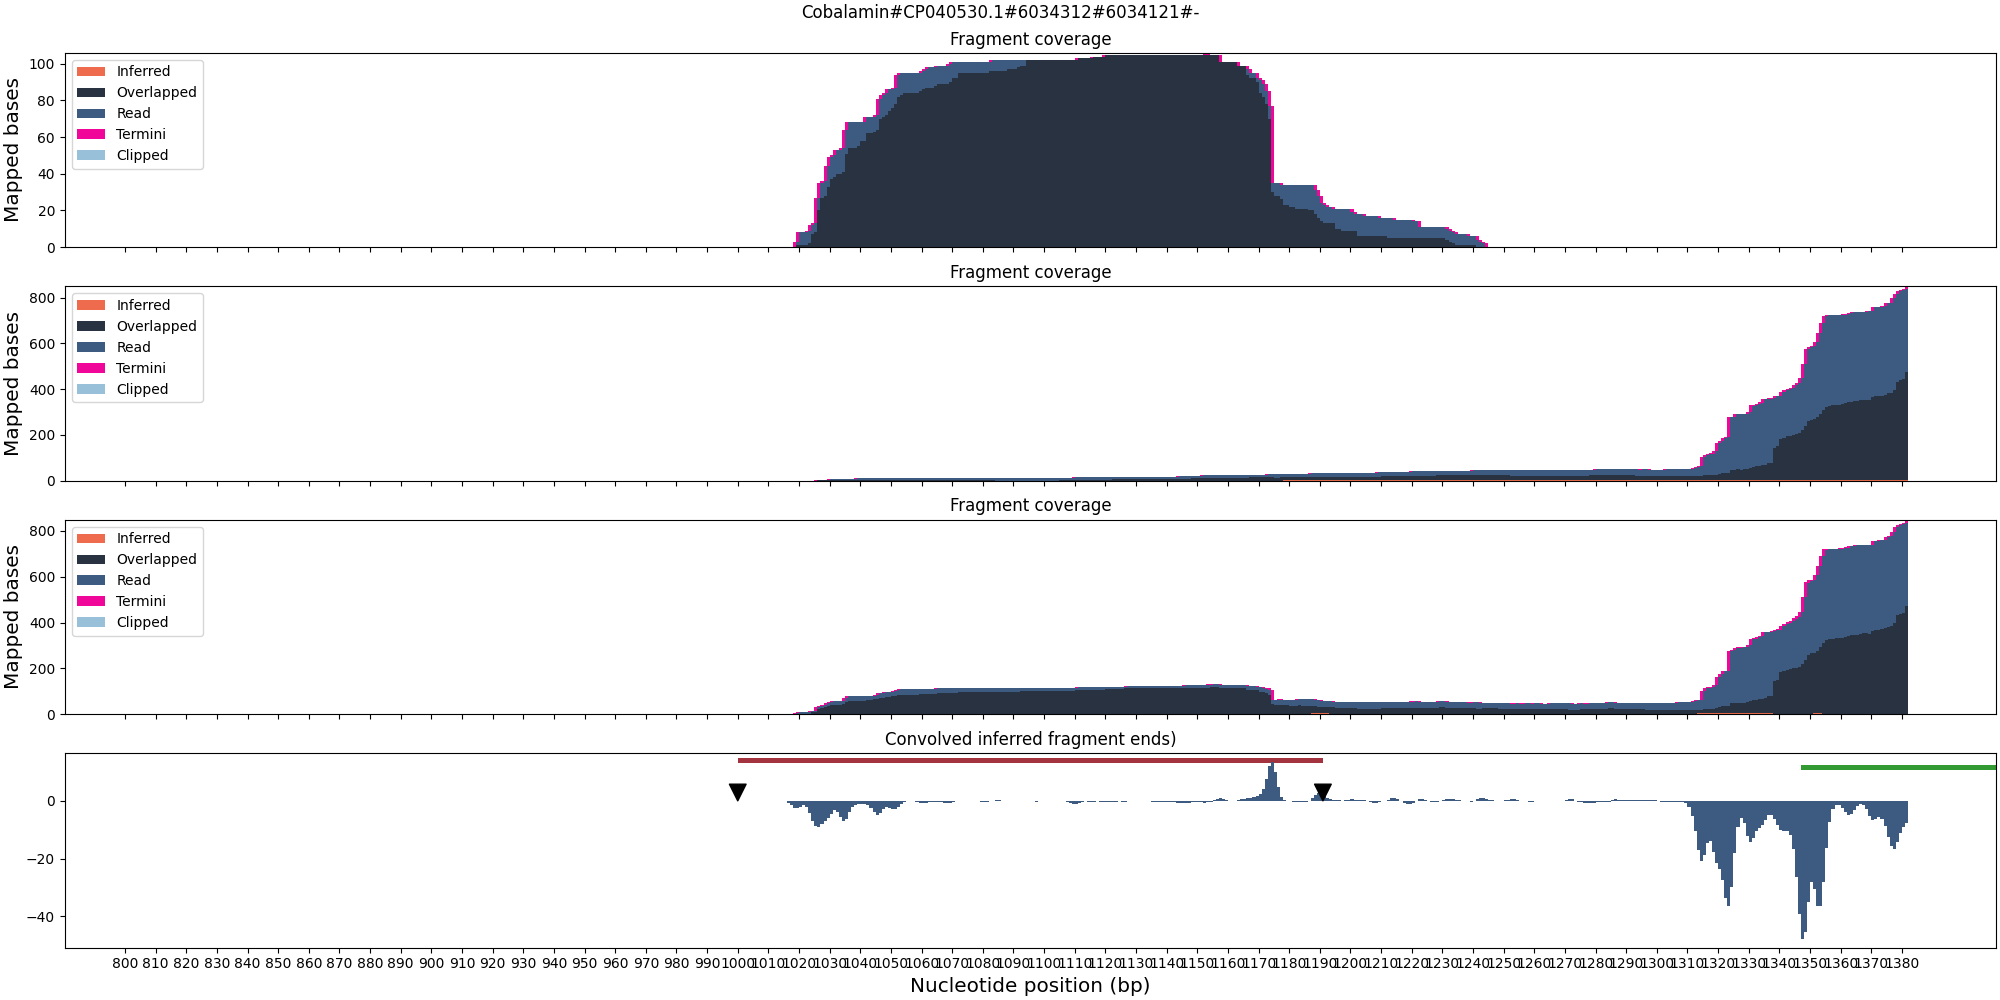 Cobalamin#CP040530.1#6034312#6034121#-
Fragment coverage
Mapped bases
100
80
60
40
20
0
Inferred
Overlapped
Read
Termini
Clipped
Fragment coverage
Mapped bases
800
600
400
200
0
Inferred
Overlapped
Read
Termini
Clipped
Fragment coverage
Mapped bases
800
600
400
200
0
Inferred
Overlapped
Read
Termini
Clipped
Convolved inferred fragment ends)
0
−20
−40
800 810 820 830 840 850 860 870 880 890 900 910 920 930 940 950 960 970 980 990 1000 1010 1020 1030 1040 1050 1060 1070 1080 1090 1100 1110 1120 1130 1140 1150 1160 1170 1180 1190 1200 1210 1220 1230 1240 1250 1260 1270 1280 1290 1300 1310 1320 1330 1340 1350 1360 1370 1380
Nucleotide position (bp)